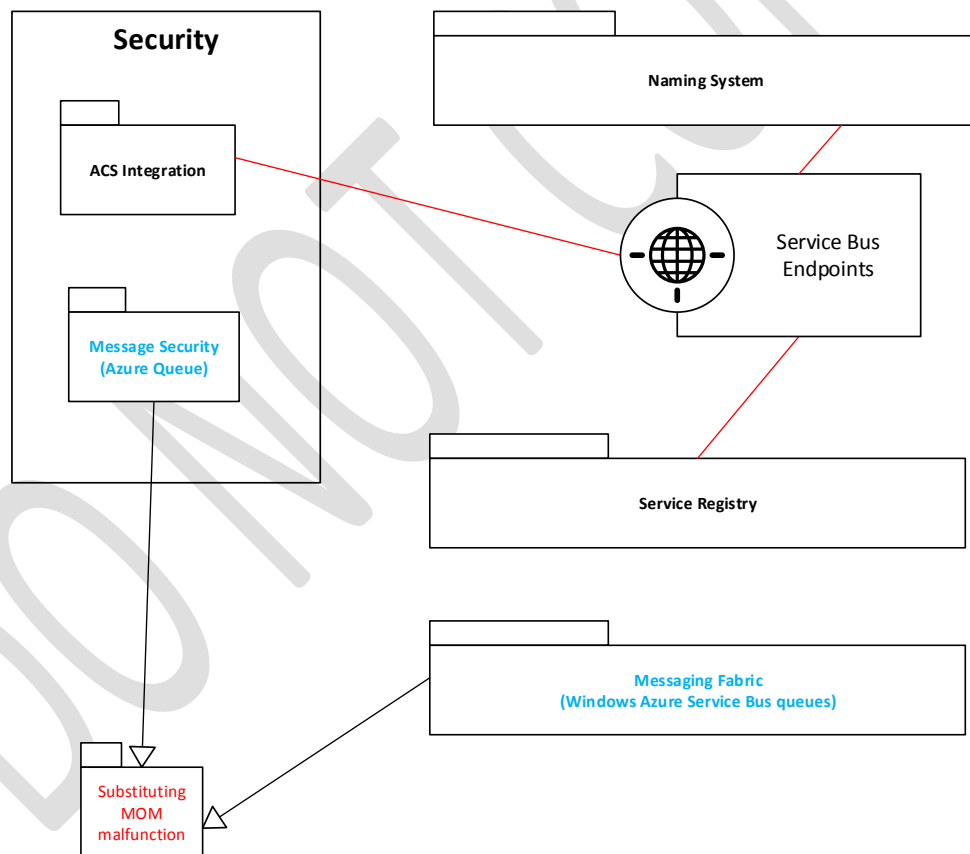 Security
Naming System
ACS Integration
Service Bus
Endpoints
Message Security
(Azure Queue)
Service Registry
Messaging Fabric
(Windows Azure Service Bus queues)
Substituting
MOM
malfunction
DO NOT